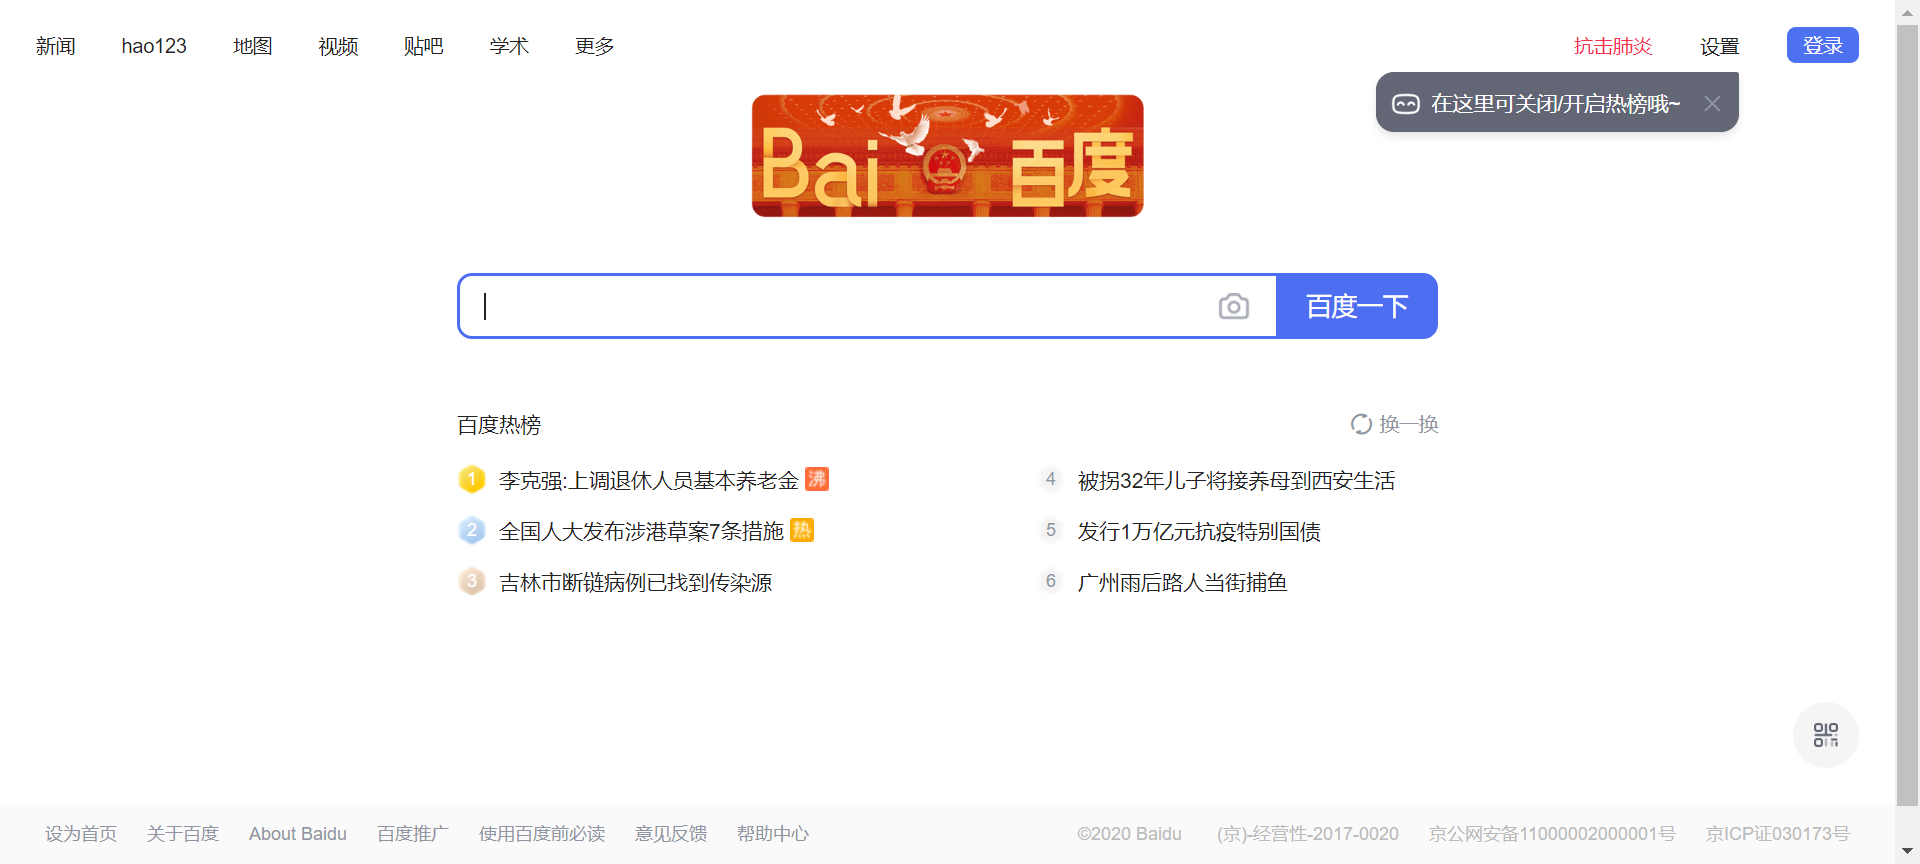 新闻 hao123 地图 视频 贴吧 学术 更多 抗击肺炎 设置 登录
在这里可关闭/开启热榜哦~
Bai 百度
百度一下
百度热榜 换一换
1 李克强:上调退休人员基本养老金 沸
4 被拐32年儿子将接养母到西安生活
2 全国人大发布涉港草案7条措施 热
5 发行1万亿元抗疫特别国债
3 吉林市断链病例已找到传染源
6 广州雨后路人当街捕鱼
设为首页 关于百度 About Baidu 百度推广 使用百度前必读 意见反馈 帮助中心 ©2020 Baidu (京)-经营性-2017-0020 京公网安备11000002000001号 京ICP证030173号